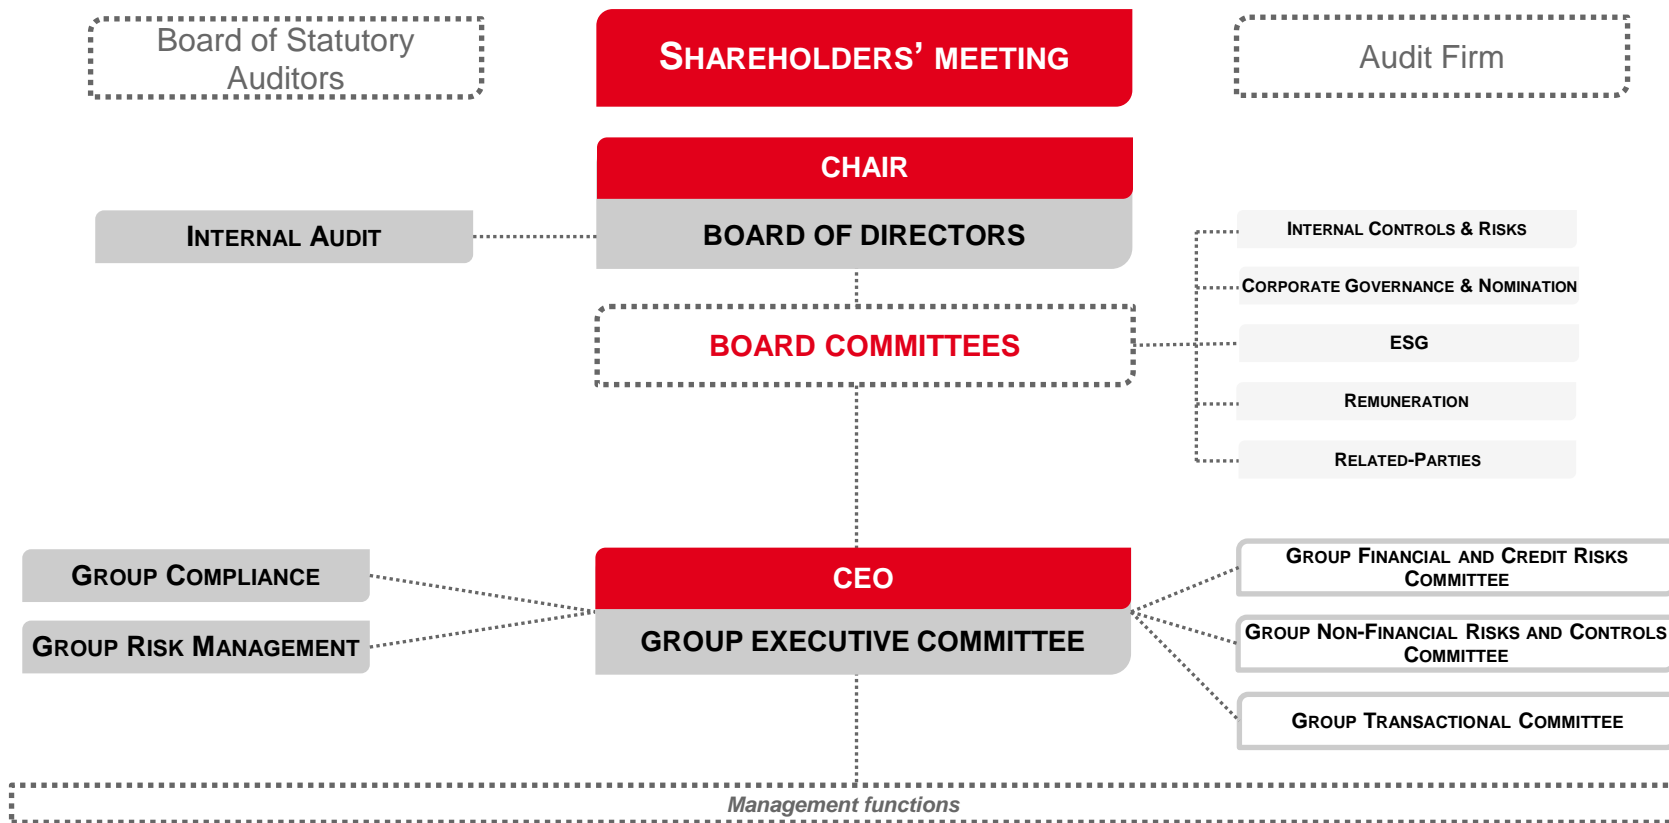 Board of Statutory
Auditors
SHAREHOLDERS’ MEETING
Audit Firm
CHAIR
BOARD OF DIRECTORS
INTERNAL AUDIT
INTERNAL CONTROLS & RISKS
CORPORATE GOVERNANCE & NOMINATION
BOARD COMMITTEES
ESG
REMUNERATION
RELATED-PARTIES
GROUP COMPLIANCE
GROUP RISK MANAGEMENT
CEO
GROUP EXECUTIVE COMMITTEE
GROUP FINANCIAL AND CREDIT RISKS
COMMITTEE
GROUP NON-FINANCIAL RISKS AND CONTROLS
COMMITTEE
GROUP TRANSACTIONAL COMMITTEE
Management functions